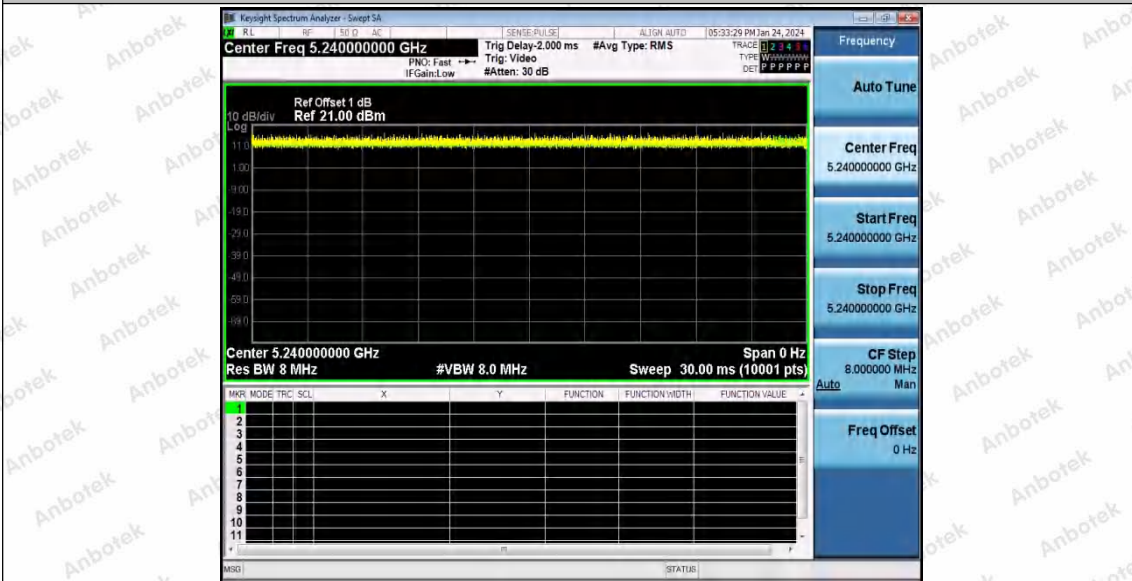 Keysight Spectrum Analyzer - Swept SA
RL RF 50 Ω AC SENSE:PULSE ALIGN AUTO 05:33:29 PM Jan 24, 2024
Center Freq 5.240000000 GHz
Trig Delay-2.000 ms #Avg Type: RMS
TRACE 1 2 3 4 5 6
PNO: Fast Trig: Video
TYPE W
IFGain:Low #Atten: 30 dB
DET P P P P P P
Ref Offset 1 dB
10 dB/div Ref 21.00 dBm
Log
11.0
1.00
-9.00
-19.0
-29.0
-39.0
-49.0
-59.0
-69.0
Center 5.240000000 GHz Span 0 Hz
Res BW 8 MHz #VBW 8.0 MHz Sweep 30.00 ms (10001 pts)
MKR MODE TRC SCL X Y FUNCTION FUNCTION WIDTH FUNCTION VALUE
1
2
3
4
5
6
7
8
9
10
11
MSG STATUS
Frequency
Auto Tune
Center Freq
5.240000000 GHz
Start Freq
5.240000000 GHz
Stop Freq
5.240000000 GHz
CF Step
8.000000 MHz
Auto Man
Freq Offset
0 Hz
Anbotek